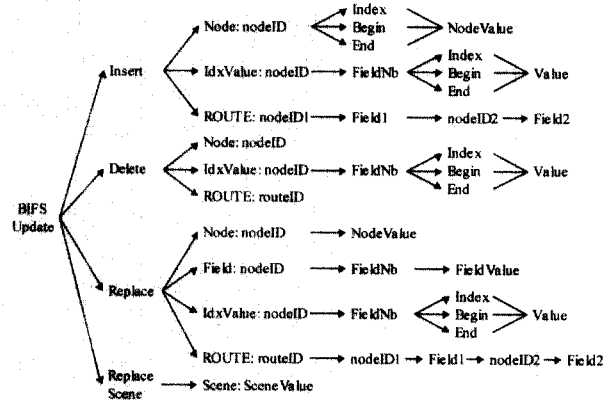 Index
Node: nodeID Begin NodeValue
End
Index
Insert IdxValue: nodeID FieldNb Begin Value
End
ROUTE: nodeID1 Field1 nodeID2 Field2
Node: nodeID
Index
Delete IdxValue: nodeID FieldNb Begin Value
End
ROUTE: routeID
BIFS
Update
Node: nodeID NodeValue
Field: nodeID FieldNb FieldValue
Replace
Index
IdxValue: nodeID FieldNb Begin Value
End
ROUTE: routeID nodeID1 Field1 nodeID2 Field2
Replace
Scene
Scene: SceneValue